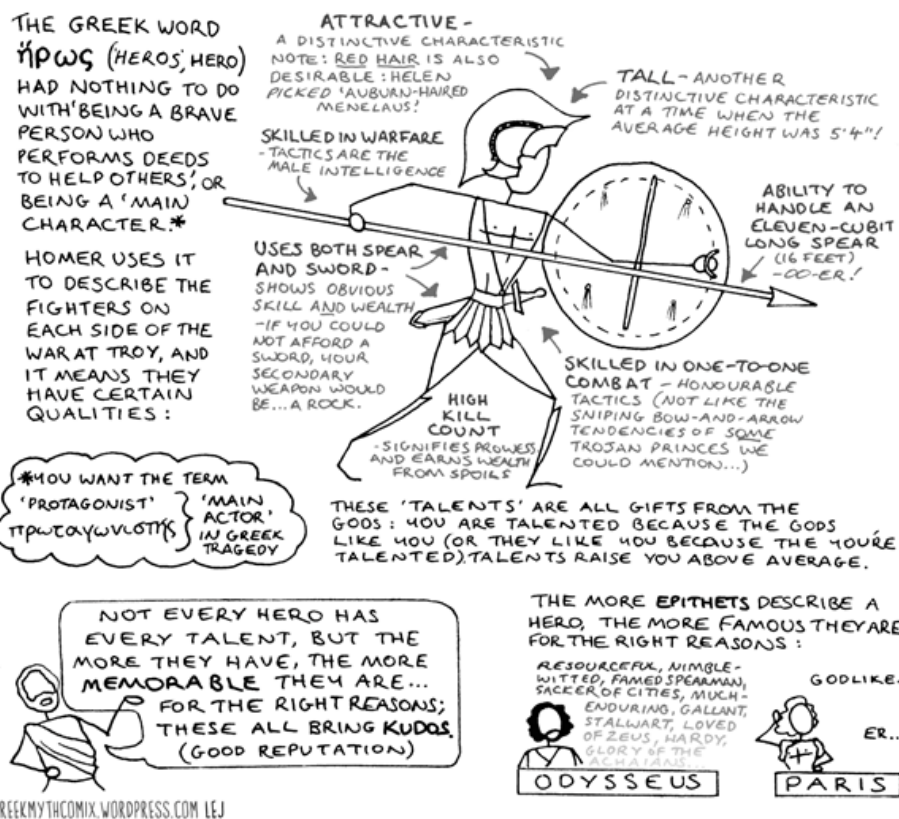 THE GREEK WORD
ἥρως ('HEROS', HERO)
HAD NOTHING TO DO
WITH 'BEING A BRAVE
PERSON WHO
PERFORMS DEEDS
TO HELP OTHERS', OR
BEING A 'MAIN
CHARACTER.*
HOMER USES IT
TO DESCRIBE THE
FIGHTERS ON
EACH SIDE OF THE
WAR AT TROY, AND
IT MEANS THEY
HAVE CERTAIN
QUALITIES:
*YOU WANT THE TERM
'PROTAGONIST'
πρωταγωνιστής
'MAIN
ACTOR'
IN GREEK
TRAGEDY
ATTRACTIVE -
A DISTINCTIVE CHARACTERISTIC
NOTE: RED HAIR IS ALSO
DESIRABLE: HELEN
PICKED 'AUBURN-HAIRED
MENELAUS!
TALL - ANOTHER
DISTINCTIVE CHARACTERISTIC
AT A TIME WHEN THE
AVERAGE HEIGHT WAS 5'4"!
SKILLED IN WARFARE
- TACTICS ARE THE
MALE INTELLIGENCE
ABILITY TO
HANDLE AN
ELEVEN-CUBIT
LONG SPEAR
(16 FEET)
-OO-ER!
USES BOTH SPEAR
AND SWORD -
SHOWS OBVIOUS
SKILL AND WEALTH
- IF YOU COULD
NOT AFFORD A
SWORD, YOUR
SECONDARY
WEAPON WOULD
BE... A ROCK.
HIGH
KILL
COUNT
- SIGNIFIES PROWESS
AND EARNS WEALTH
FROM SPOILS
SKILLED IN ONE-TO-ONE
COMBAT - HONOURABLE
TACTICS (NOT LIKE THE
SNIPING BOW-AND-ARROW
TENDENCIES OF SOME
TROJAN PRINCES WE
COULD MENTION...)
THESE 'TALENTS' ARE ALL GIFTS FROM THE
GODS: YOU ARE TALENTED BECAUSE THE GODS
LIKE YOU (OR THEY LIKE YOU BECAUSE THE YOU'RE
TALENTED). TALENTS RAISE YOU ABOVE AVERAGE.
NOT EVERY HERO HAS
EVERY TALENT, BUT THE
MORE THEY HAVE, THE MORE
MEMORABLE THEY ARE...
FOR THE RIGHT REASONS;
THESE ALL BRING KUDOS.
(GOOD REPUTATION)
THE MORE EPITHETS DESCRIBE A
HERO, THE MORE FAMOUS THEY ARE
FOR THE RIGHT REASONS:
RESOURCEFUL, NIMBLE-
WITTED, FAMED SPEARMAN,
SACKER OF CITIES, MUCH-
ENDURING, GALLANT,
STALWART, LOVED
OF ZEUS, HARDY,
GLORY OF THE
ACHAIANS...
ODYSSEUS
GODLIKE..
ER...
PARIS
REEKMYTHCOMIX.WORDPRESS.COM LEJ